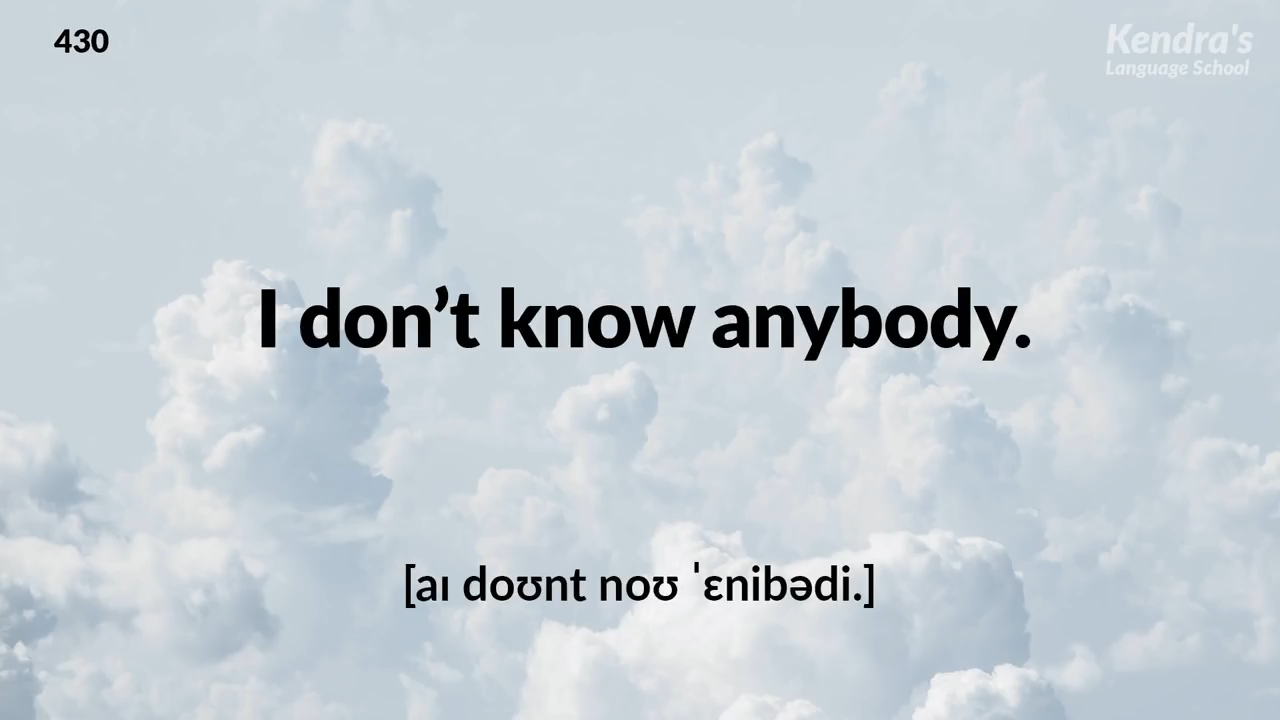 430
Kendra's
Language School
I don’t know anybody.
[aɪ doʊnt noʊ ˈɛnibədi.]